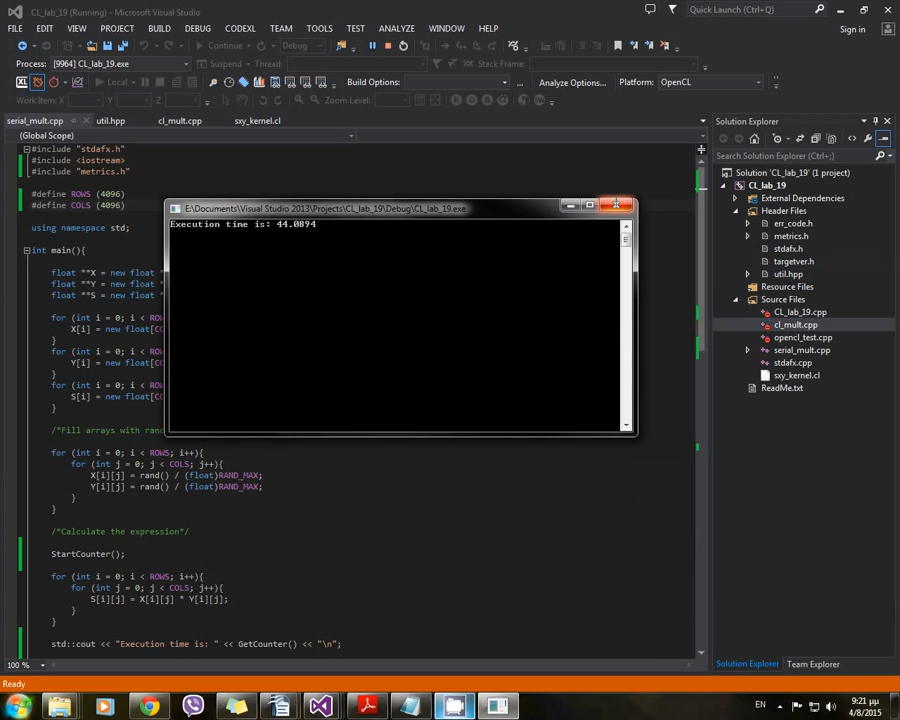 CL_lab_19 (Running) - Microsoft Visual Studio
Quick Launch (Ctrl+Q)
FILE EDIT VIEW PROJECT BUILD DEBUG CODEXL TEAM TOOLS TEST ANALYZE WINDOW HELP
Sign in
Continue Debug
Process: [9964] CL_lab_19.exe Suspend Thread: Stack Frame:
XL Local Build Options: Analyze Options... Platform: OpenCL
Work Item: X Y Z Zoom Level: R G B
serial_mult.cpp util.hpp cl_mult.cpp sxy_kernel.cl
(Global Scope)
#include "stdafx.h"
#include <iostream>
#include "metrics.h"
#define ROWS (4096)
#define COLS (4096)
using namespace std;
int main(){
float **X = new float
float **Y = new float
float **S = new float
for (int i = 0; i <
X[i] = new float[CO
}
for (int i = 0; i <
Y[i] = new float[CO
}
for (int i = 0; i <
S[i] = new float[CO
}
/*Fill arrays with ran
for (int i = 0; i < ROWS; i++){
for (int j = 0; j < COLS; j++){
X[i][j] = rand() / (float)RAND_MAX;
Y[i][j] = rand() / (float)RAND_MAX;
}
}
/*Calculate the expression*/
StartCounter();
for (int i = 0; i < ROWS; i++){
for (int j = 0; j < COLS; j++){
S[i][j] = X[i][j] * Y[i][j];
}
}
std::cout << "Execution time is: " << GetCounter() << "\n";
100 %
E:\Documents\Visual Studio 2013\Projects\CL_lab_19\Debug\CL_lab_19.exe
Execution time is: 44.0894
Solution Explorer
Search Solution Explorer (Ctrl+;)
Solution 'CL_lab_19' (1 project)
CL_lab_19
External Dependencies
Header Files
err_code.h
metrics.h
stdafx.h
targetver.h
util.hpp
Resource Files
Source Files
CL_lab_19.cpp
cl_mult.cpp
opencl_test.cpp
serial_mult.cpp
stdafx.cpp
sxy_kernel.cl
ReadMe.txt
Solution Explorer Team Explorer
Ready
EN
9:21 μμ
4/8/2015